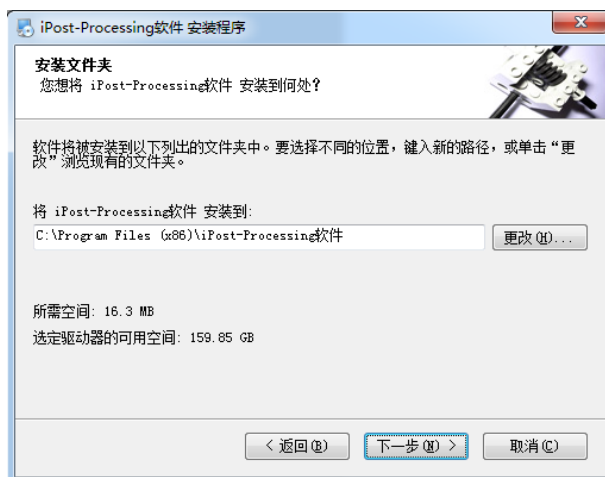 iPost-Processing软件 安装程序
安装文件夹
您想将 iPost-Processing软件 安装到何处?
软件将被安装到以下列出的文件夹中。要选择不同的位置，键入新的路径，或单击“更
改”浏览现有的文件夹。
将 iPost-Processing软件 安装到:
C:\Program Files (x86)\iPost-Processing软件
更改(H)...
所需空间: 16.3 MB
选定驱动器的可用空间: 159.85 GB
< 返回(B)
下一步(N) >
取消(C)